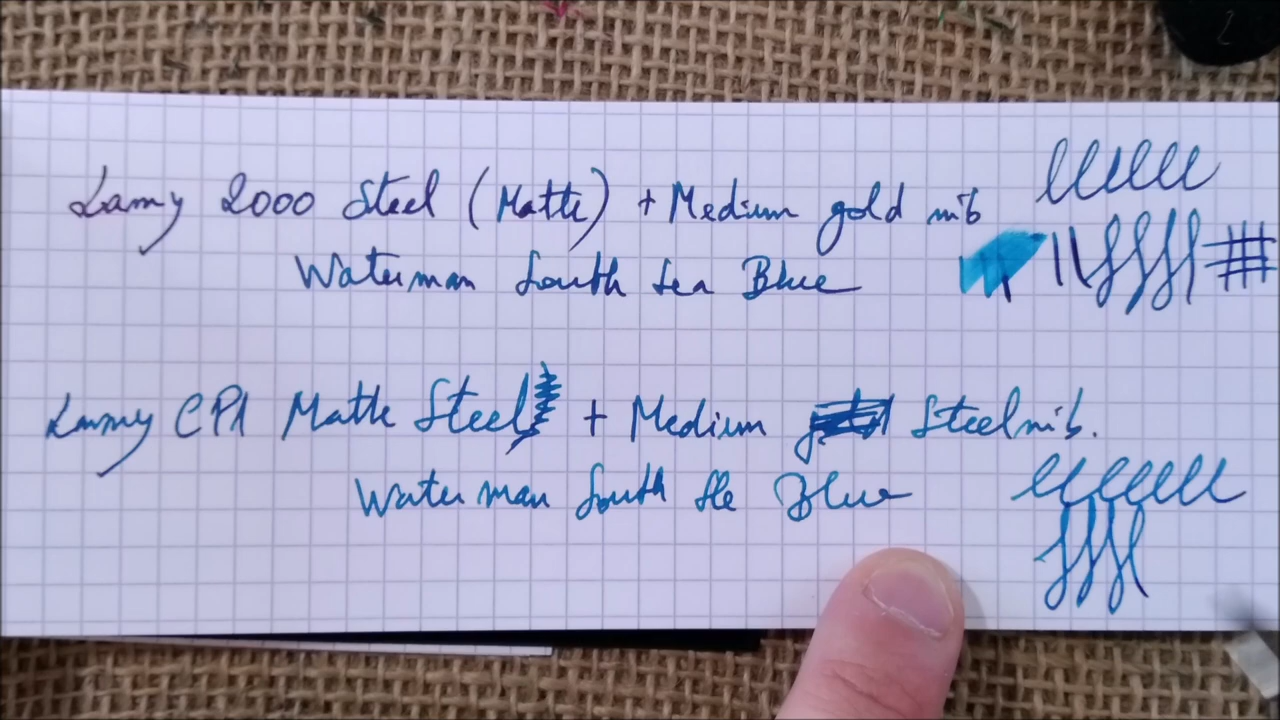 Lamy 2000 Steel (Matte) + Medium gold nib
Waterman South Sea Blue
Lamy CP1 Matte Steel + Medium Steel nib.
Waterman South Se Blue